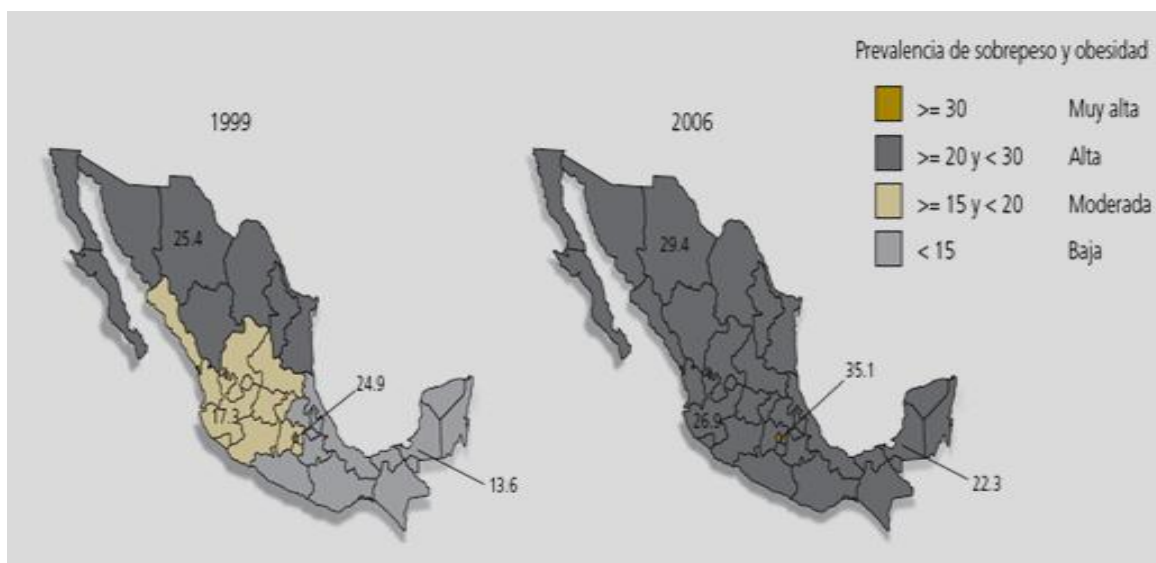 Prevalencia de sobrepeso y obesidad
>= 30 Muy alta
>= 20 y < 30 Alta
>= 15 y < 20 Moderada
< 15 Baja
1999
25.4
17.3
24.9
13.6
2006
29.4
26.9
35.1
22.3